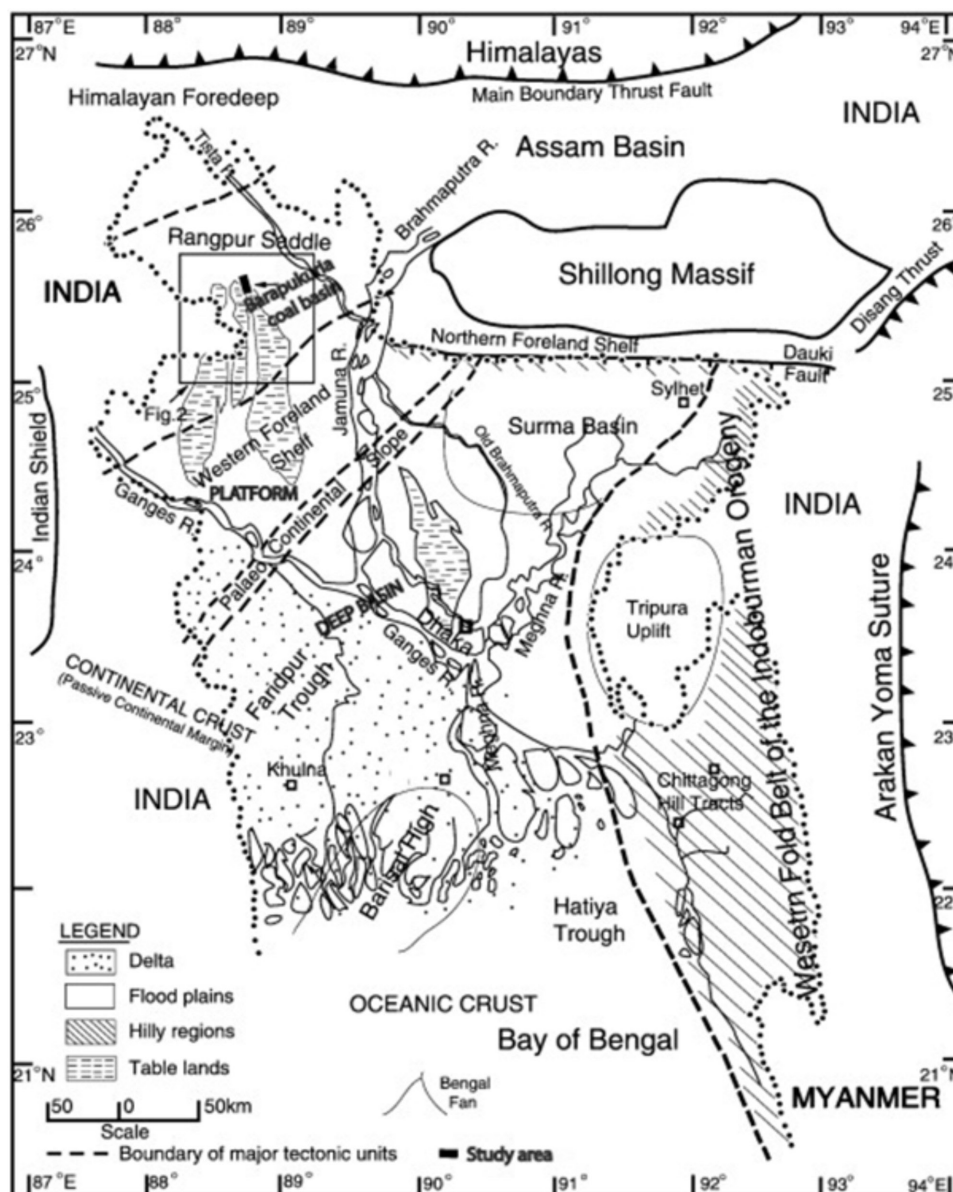 87°E 88° 89° 90° 91° 92° 93° 94°E
27°N 27°N
Himalayas
Main Boundary Thrust Fault
Himalayan Foredeep
INDIA
Tista R.
Assam Basin
Brahmaputra R.
26° 26°
Rangpur Saddle
Shillong Massif
Disang Thrust
INDIA
Barapukuria
coal basin
Northern Foreland Shelf
Dauki
Fault
25° 25°
Jamuna R.
Sylhet
Fig.2
Western Foreland
Shelf
Slope
Surma Basin
Indian Shield
PLATFORM
Old Brahmaputra R.
Ganges R.
Continental
INDIA
24° 24°
Palaeo
DEEP BASIN
Dhaka
Meghna R.
Tripura
Uplift
Ganges R.
CONTINENTAL CRUST
(Passive Continental Margin)
Faridpur
Trough
Meghna R.
23° 23
Wasetrn Fold Belt of the Indoburman Orogeny
Arakan Yoma Suture
Khulna
Chittagong
Hill Tracts
INDIA
Barisal High
22
Hatiya
Trough
LEGEND
Delta
Flood plains
Hilly regions
Table lands
OCEANIC CRUST
Bay of Bengal
21°N 21°N
Bengal
Fan
MYANMER
50 0 50km
Scale
Boundary of major tectonic units Study area
87°E 88° 89° 90° 91° 92° 93° 94°E